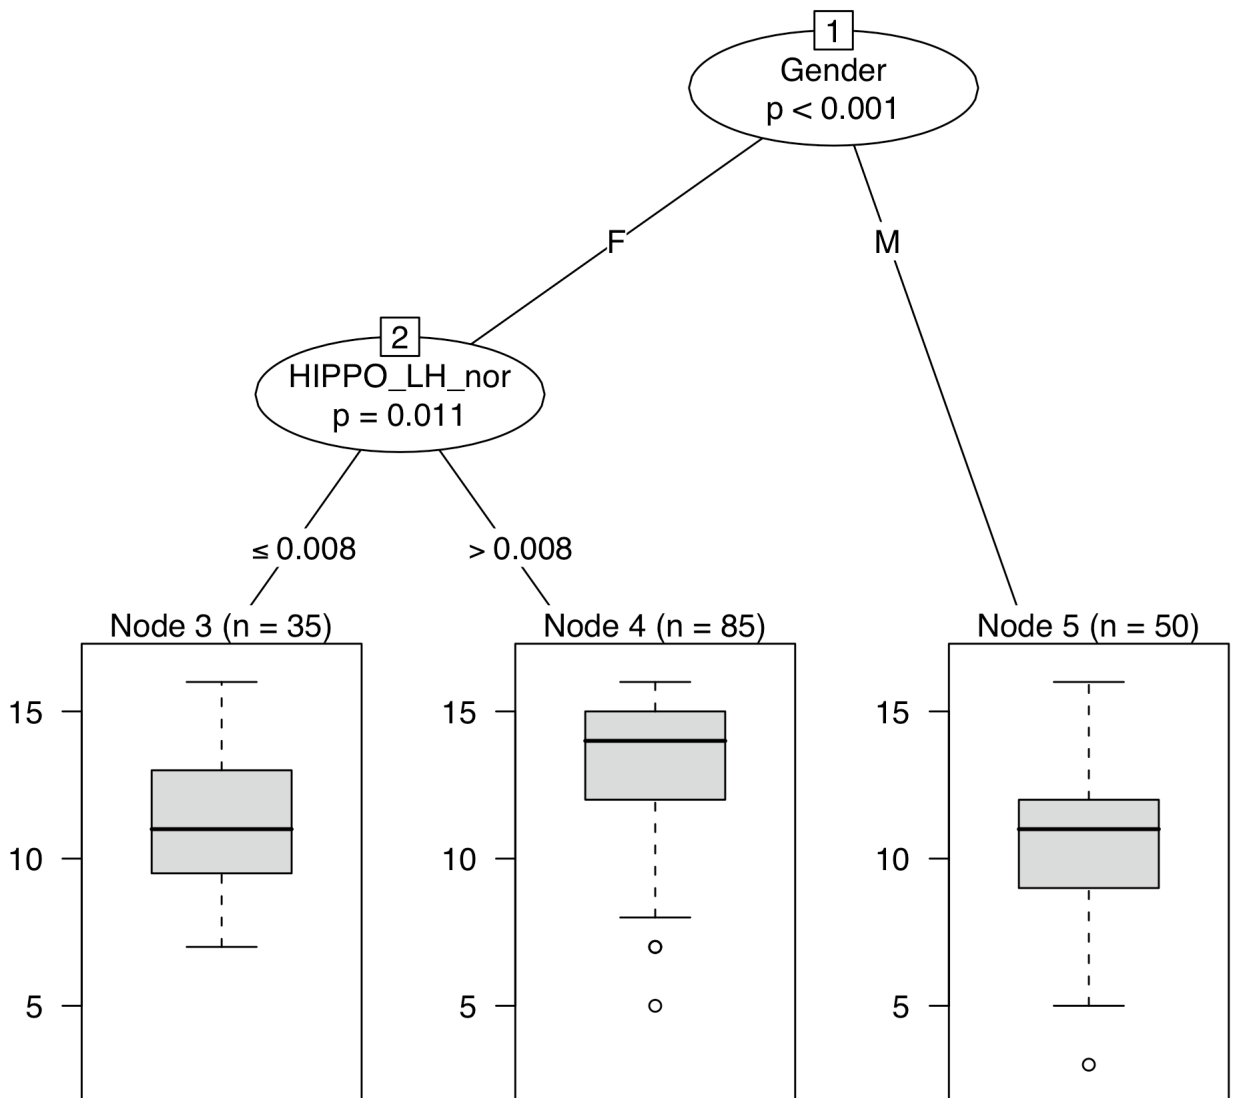 1
Gender
p < 0.001
F
M
2
HIPPO_LH_nor
p = 0.011
≤ 0.008
> 0.008
Node 3 (n = 35)
15
10
5
Node 4 (n = 85)
15
10
5
Node 5 (n = 50)
15
10
5